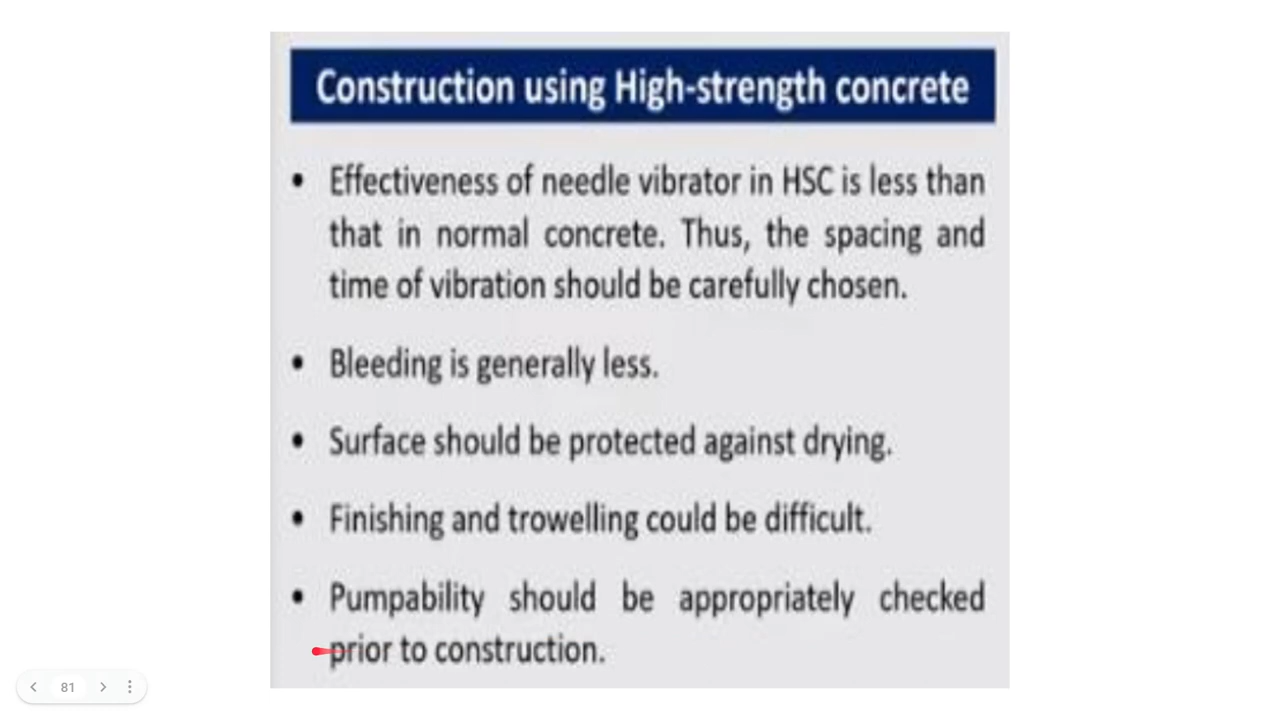 Construction using High-strength concrete
• Effectiveness of needle vibrator in HSC is less than
that in normal concrete. Thus, the spacing and
time of vibration should be carefully chosen.
• Bleeding is generally less.
• Surface should be protected against drying.
• Finishing and trowelling could be difficult.
• Pumpability should be appropriately checked
prior to construction.
81